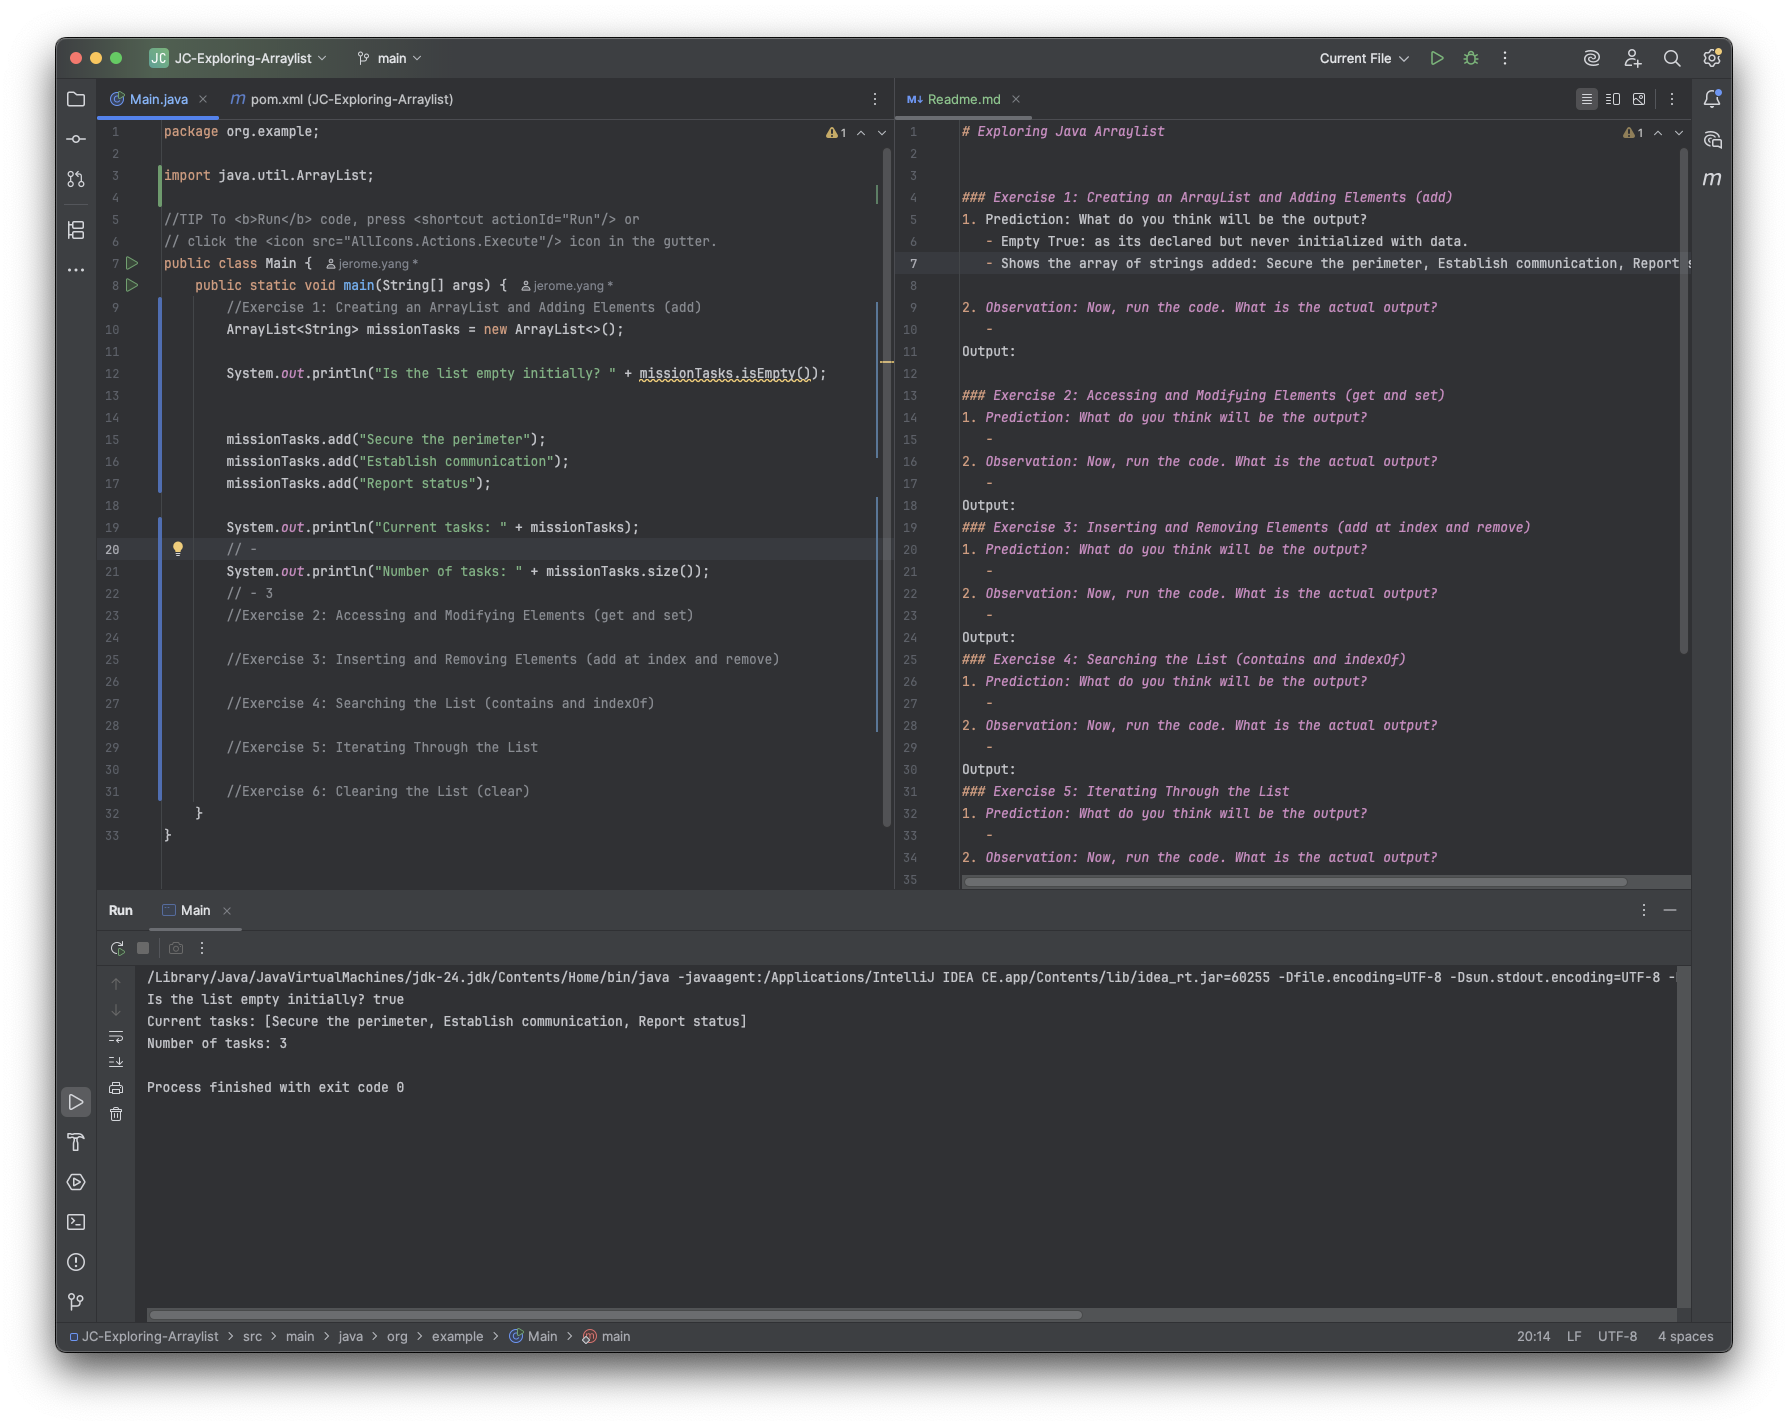 JC JC-Exploring-Arraylist main Current File
Main.java pom.xml (JC-Exploring-Arraylist)
1 package org.example;
2
3 import java.util.ArrayList;
4
5 //TIP To <b>Run</b> code, press <shortcut actionId="Run"/> or
6 // click the <icon src="AllIcons.Actions.Execute"/> icon in the gutter.
7 public class Main { jerome.yang *
8 public static void main(String[] args) { jerome.yang *
9 //Exercise 1: Creating an ArrayList and Adding Elements (add)
10 ArrayList<String> missionTasks = new ArrayList<>();
11
12 System.out.println("Is the list empty initially? " + missionTasks.isEmpty());
13
14
15 missionTasks.add("Secure the perimeter");
16 missionTasks.add("Establish communication");
17 missionTasks.add("Report status");
18
19 System.out.println("Current tasks: " + missionTasks);
20 // -
21 System.out.println("Number of tasks: " + missionTasks.size());
22 // - 3
23 //Exercise 2: Accessing and Modifying Elements (get and set)
24
25 //Exercise 3: Inserting and Removing Elements (add at index and remove)
26
27 //Exercise 4: Searching the List (contains and indexOf)
28
29 //Exercise 5: Iterating Through the List
30
31 //Exercise 6: Clearing the List (clear)
32 }
33 }
1
M↓ Readme.md
1 # Exploring Java Arraylist
2
3
4 ### Exercise 1: Creating an ArrayList and Adding Elements (add)
5 1. Prediction: What do you think will be the output?
6 - Empty True: as its declared but never initialized with data.
7 - Shows the array of strings added: Secure the perimeter, Establish communication, Report s
8
9 2. Observation: Now, run the code. What is the actual output?
10 -
11 Output:
12
13 ### Exercise 2: Accessing and Modifying Elements (get and set)
14 1. Prediction: What do you think will be the output?
15 -
16 2. Observation: Now, run the code. What is the actual output?
17 -
18 Output:
19 ### Exercise 3: Inserting and Removing Elements (add at index and remove)
20 1. Prediction: What do you think will be the output?
21 -
22 2. Observation: Now, run the code. What is the actual output?
23 -
24 Output:
25 ### Exercise 4: Searching the List (contains and indexOf)
26 1. Prediction: What do you think will be the output?
27 -
28 2. Observation: Now, run the code. What is the actual output?
29 -
30 Output:
31 ### Exercise 5: Iterating Through the List
32 1. Prediction: What do you think will be the output?
33 -
34 2. Observation: Now, run the code. What is the actual output?
35
1
Run Main
/Library/Java/JavaVirtualMachines/jdk-24.jdk/Contents/Home/bin/java -javaagent:/Applications/IntelliJ IDEA CE.app/Contents/lib/idea_rt.jar=60255 -Dfile.encoding=UTF-8 -Dsun.stdout.encoding=UTF-8 -
Is the list empty initially? true
Current tasks: [Secure the perimeter, Establish communication, Report status]
Number of tasks: 3
Process finished with exit code 0
JC-Exploring-Arraylist > src > main > java > org > example > Main > main 20:14 LF UTF-8 4 spaces